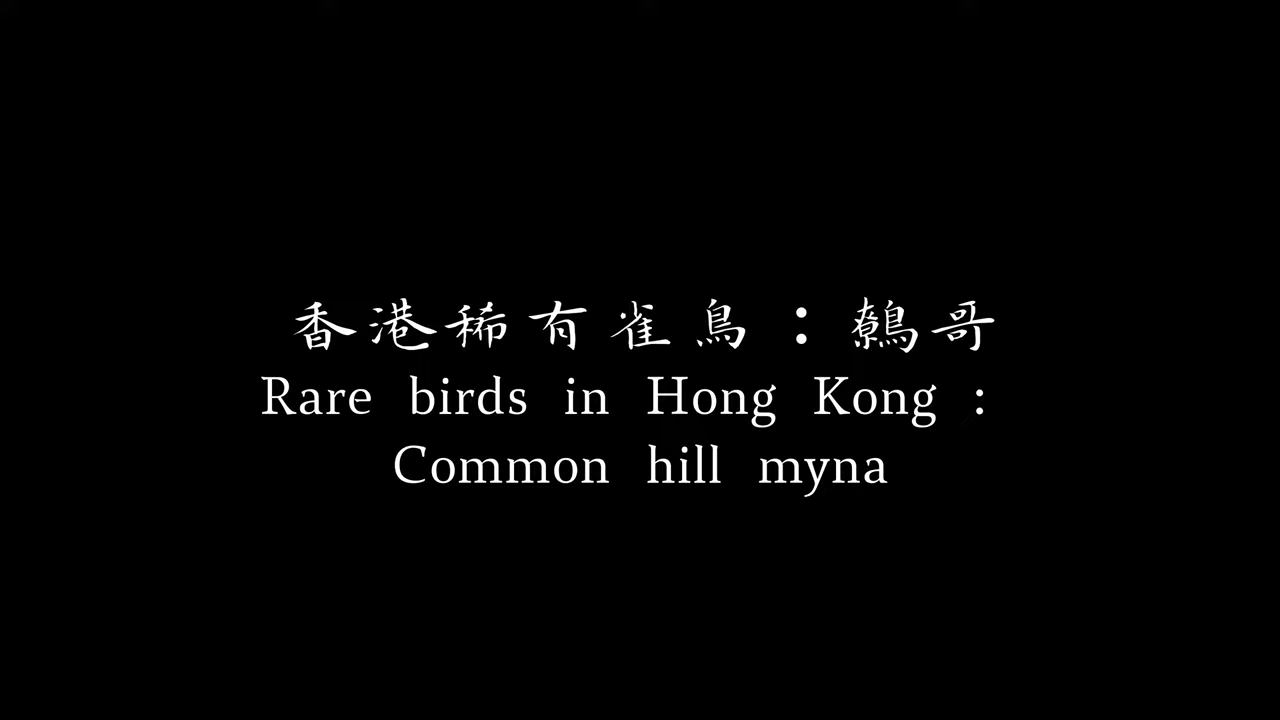 香港稀有雀鳥：鷯哥
Rare birds in Hong Kong :
Common hill myna